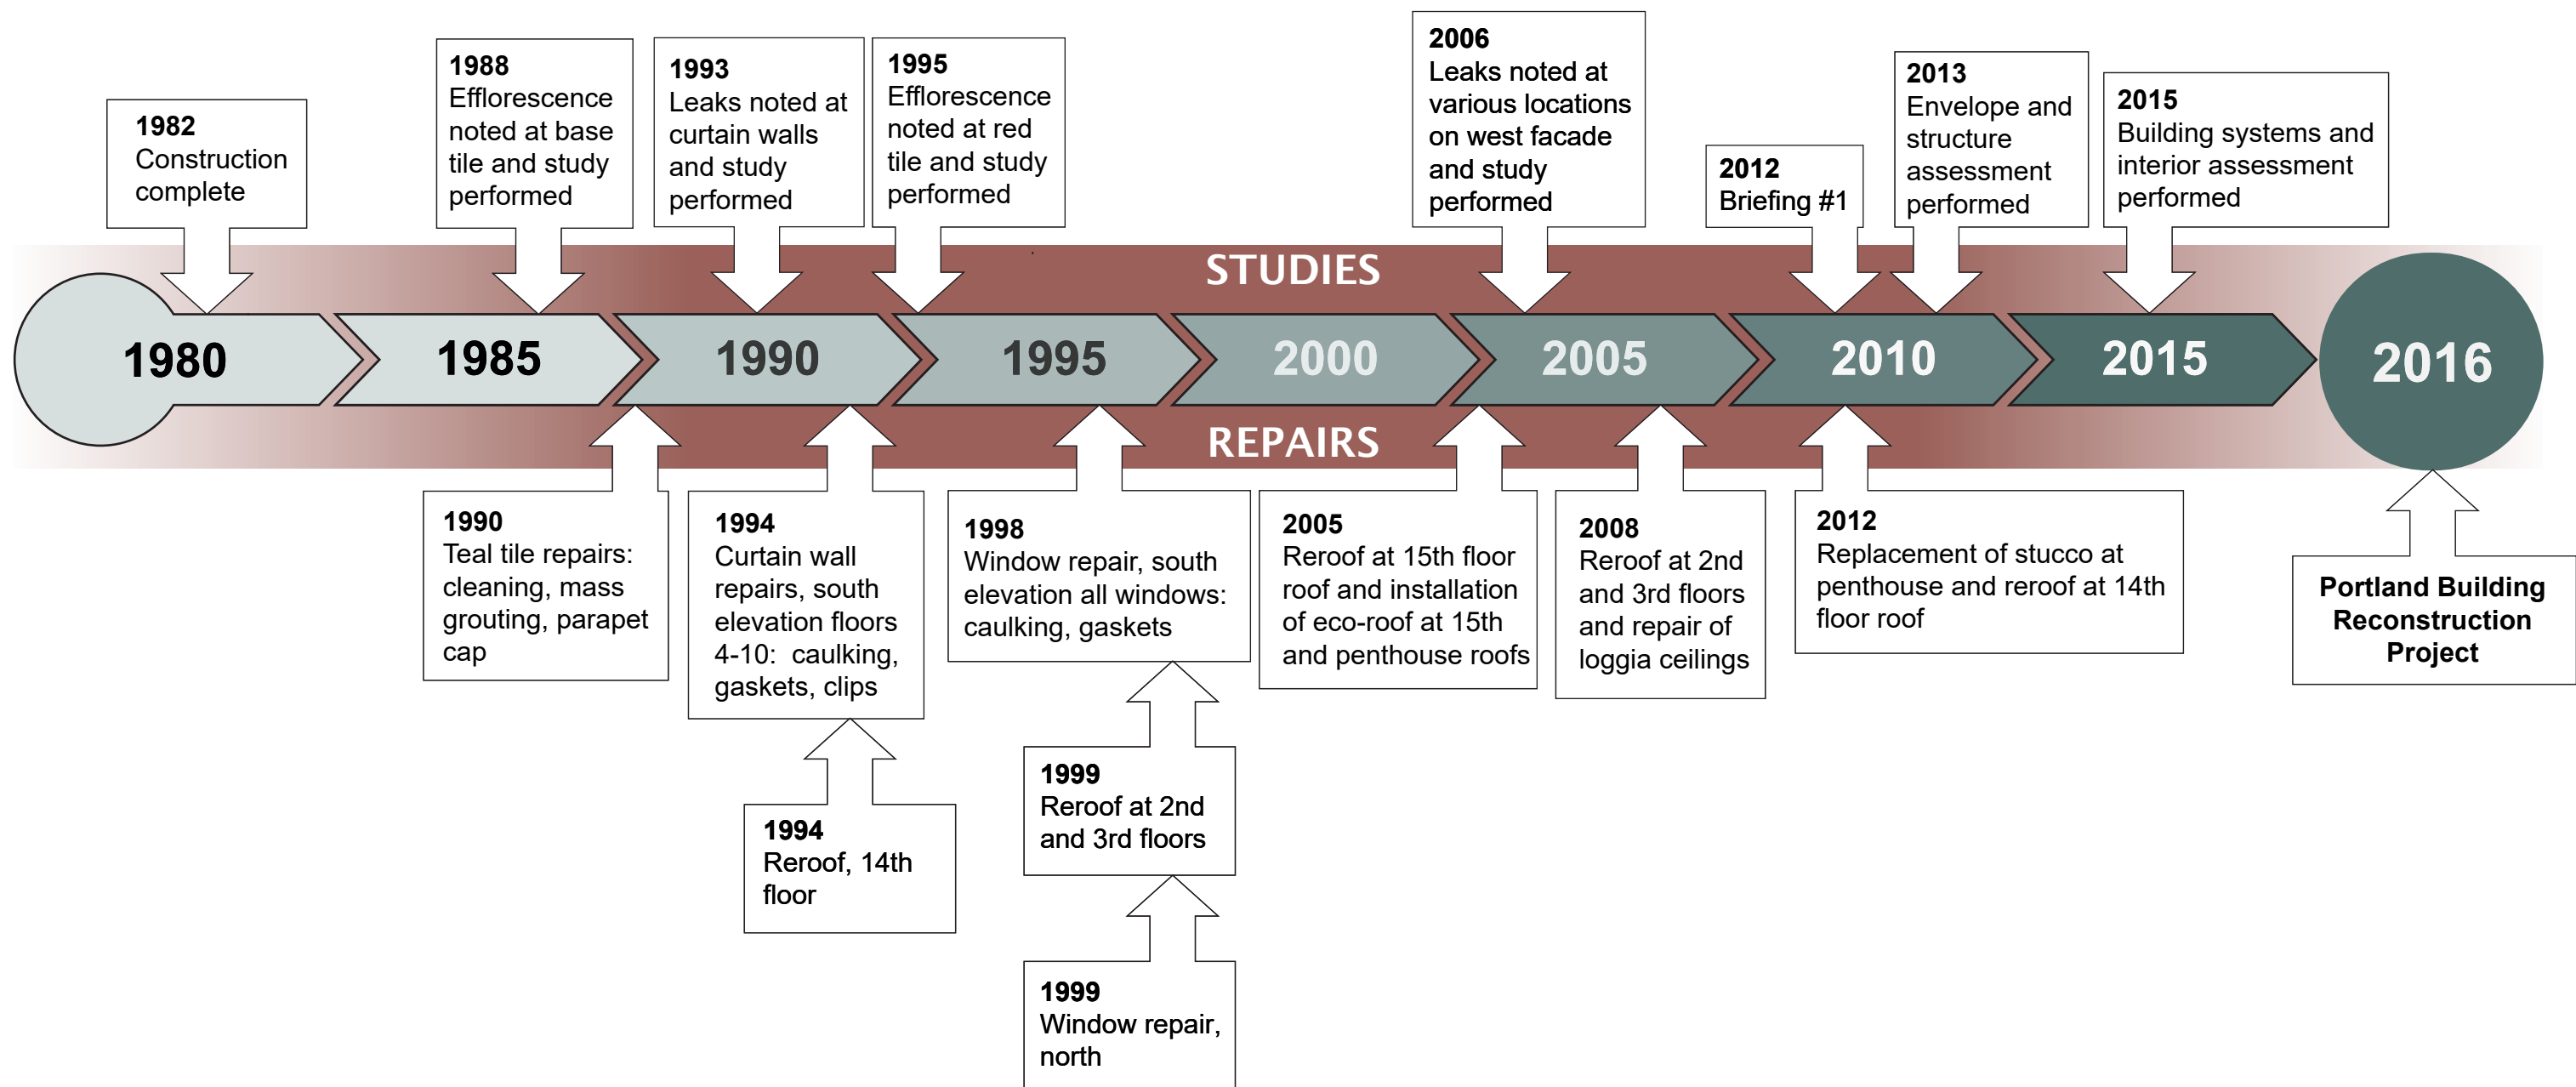 1982
Construction
complete
1988
Efflorescence
noted at base
tile and study
performed
1993
Leaks noted at
curtain walls
and study
performed
1995
Efflorescence
noted at red
tile and study
performed
2006
Leaks noted at
various locations
on west facade
and study
performed
2012
Briefing #1
2013
Envelope and
structure
assessment
performed
2015
Building systems and
interior assessment
performed
STUDIES
1980
1985
1990
1995
2000
2005
2010
2015
2016
REPAIRS
1990
Teal tile repairs:
cleaning, mass
grouting, parapet
cap
1994
Curtain wall
repairs, south
elevation floors
4-10:  caulking,
gaskets, clips
1998
Window repair, south
elevation all windows:
caulking, gaskets
2005
Reroof at 15th floor
roof and installation
of eco-roof at 15th
and penthouse roofs
2008
Reroof at 2nd
and 3rd floors
and repair of
loggia ceilings
2012
Replacement of stucco at
penthouse and reroof at 14th
floor roof
Portland Building
Reconstruction
Project
1994
Reroof, 14th
floor
1999
Reroof at 2nd
and 3rd floors
1999
Window repair,
north